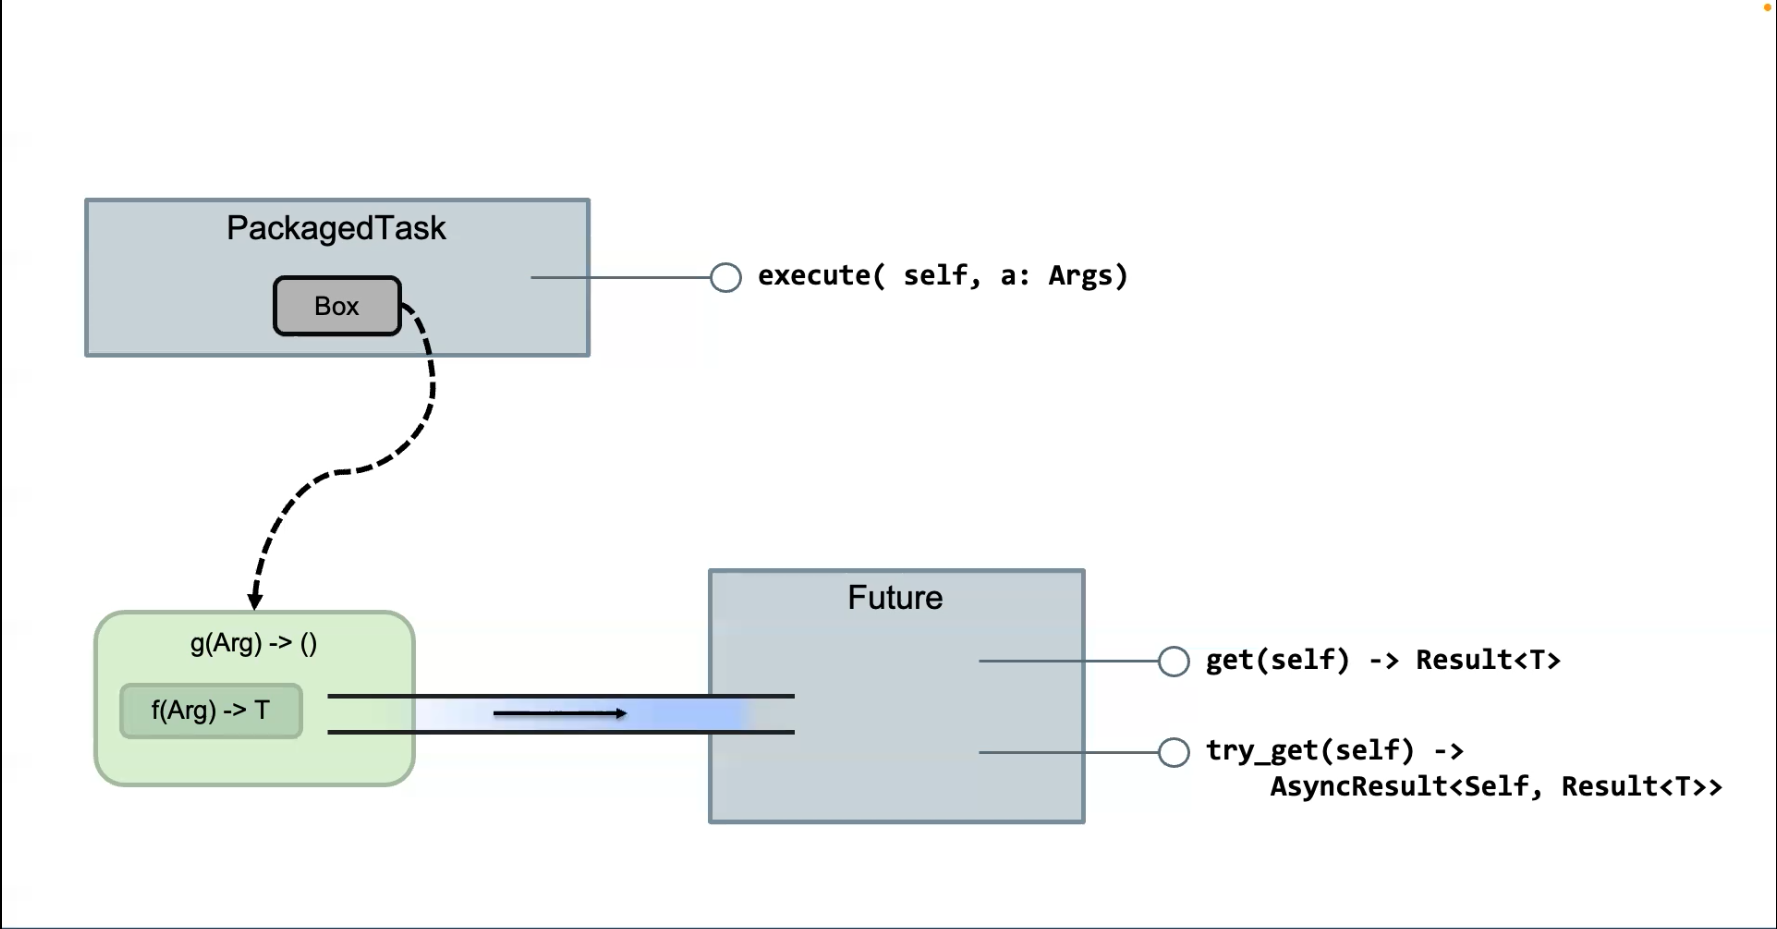 PackagedTask
Box
execute( self, a: Args)
g(Arg) -> ()
f(Arg) -> T
Future
get(self) -> Result<T>
try_get(self) ->
AsyncResult<Self, Result<T>>